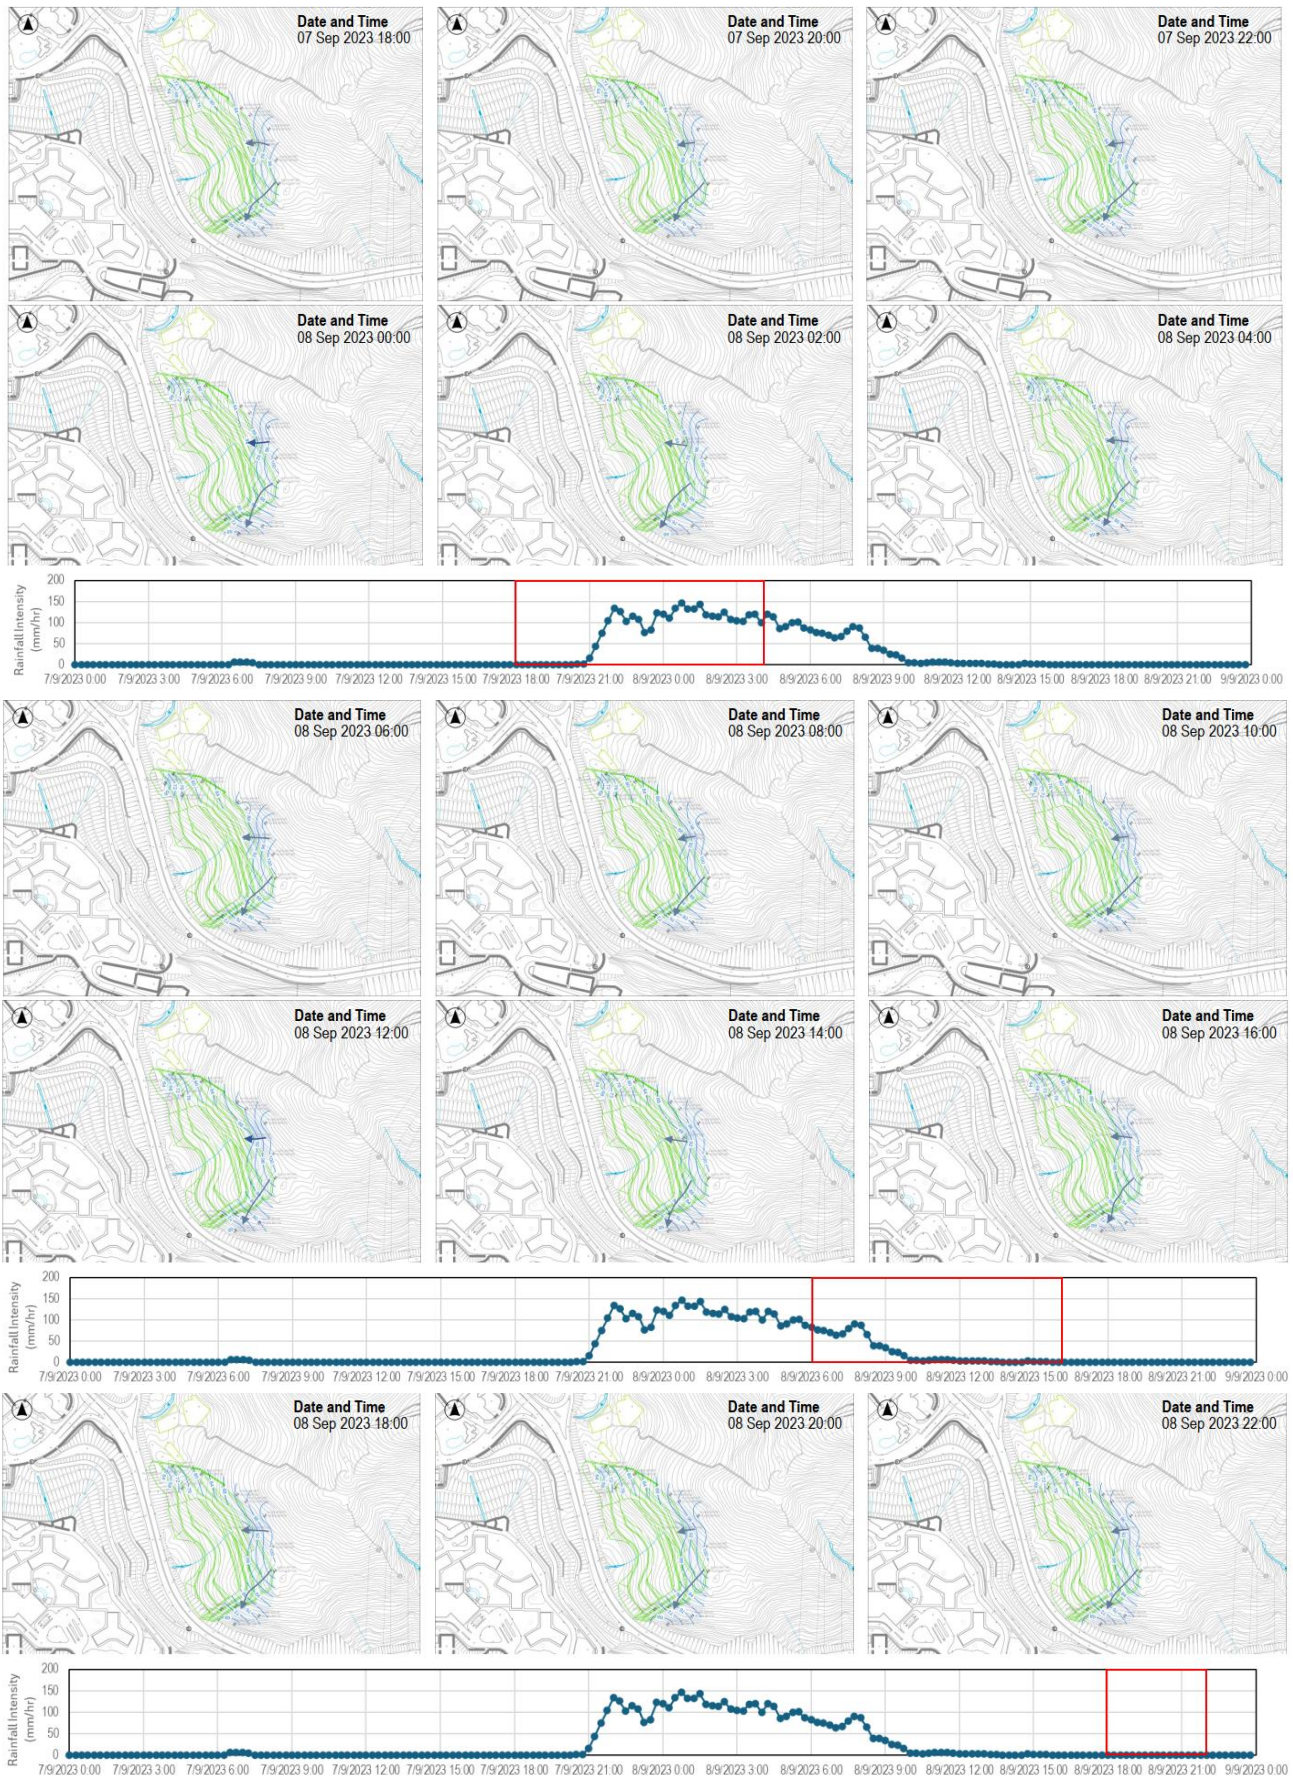 Date and Time
07 Sep 2023 18:00
Date and Time
07 Sep 2023 20:00
Date and Time
07 Sep 2023 22:00
Date and Time
08 Sep 2023 00:00
Date and Time
08 Sep 2023 02:00
Date and Time
08 Sep 2023 04:00
Rainfall Intensity
(mm/hr)
200
150
100
50
0
7/9/2023 0:00 7/9/2023 3:00 7/9/2023 6:00 7/9/2023 9:00 7/9/2023 12:00 7/9/2023 15:00 7/9/2023 18:00 7/9/2023 21:00 8/9/2023 0:00 8/9/2023 3:00 8/9/2023 6:00 8/9/2023 9:00 8/9/2023 12:00 8/9/2023 15:00 8/9/2023 18:00 8/9/2023 21:00 9/9/2023 0:00
Date and Time
08 Sep 2023 06:00
Date and Time
08 Sep 2023 08:00
Date and Time
08 Sep 2023 10:00
Date and Time
08 Sep 2023 12:00
Date and Time
08 Sep 2023 14:00
Date and Time
08 Sep 2023 16:00
Rainfall Intensity
(mm/hr)
200
150
100
50
0
7/9/2023 0:00 7/9/2023 3:00 7/9/2023 6:00 7/9/2023 9:00 7/9/2023 12:00 7/9/2023 15:00 7/9/2023 18:00 7/9/2023 21:00 8/9/2023 0:00 8/9/2023 3:00 8/9/2023 6:00 8/9/2023 9:00 8/9/2023 12:00 8/9/2023 15:00 8/9/2023 18:00 8/9/2023 21:00 9/9/2023 0:00
Date and Time
08 Sep 2023 18:00
Date and Time
08 Sep 2023 20:00
Date and Time
08 Sep 2023 22:00
Rainfall Intensity
(mm/hr)
200
150
100
50
0
7/9/2023 0:00 7/9/2023 3:00 7/9/2023 6:00 7/9/2023 9:00 7/9/2023 12:00 7/9/2023 15:00 7/9/2023 18:00 7/9/2023 21:00 8/9/2023 0:00 8/9/2023 3:00 8/9/2023 6:00 8/9/2023 9:00 8/9/2023 12:00 8/9/2023 15:00 8/9/2023 18:00 8/9/2023 21:00 9/9/2023 0:00